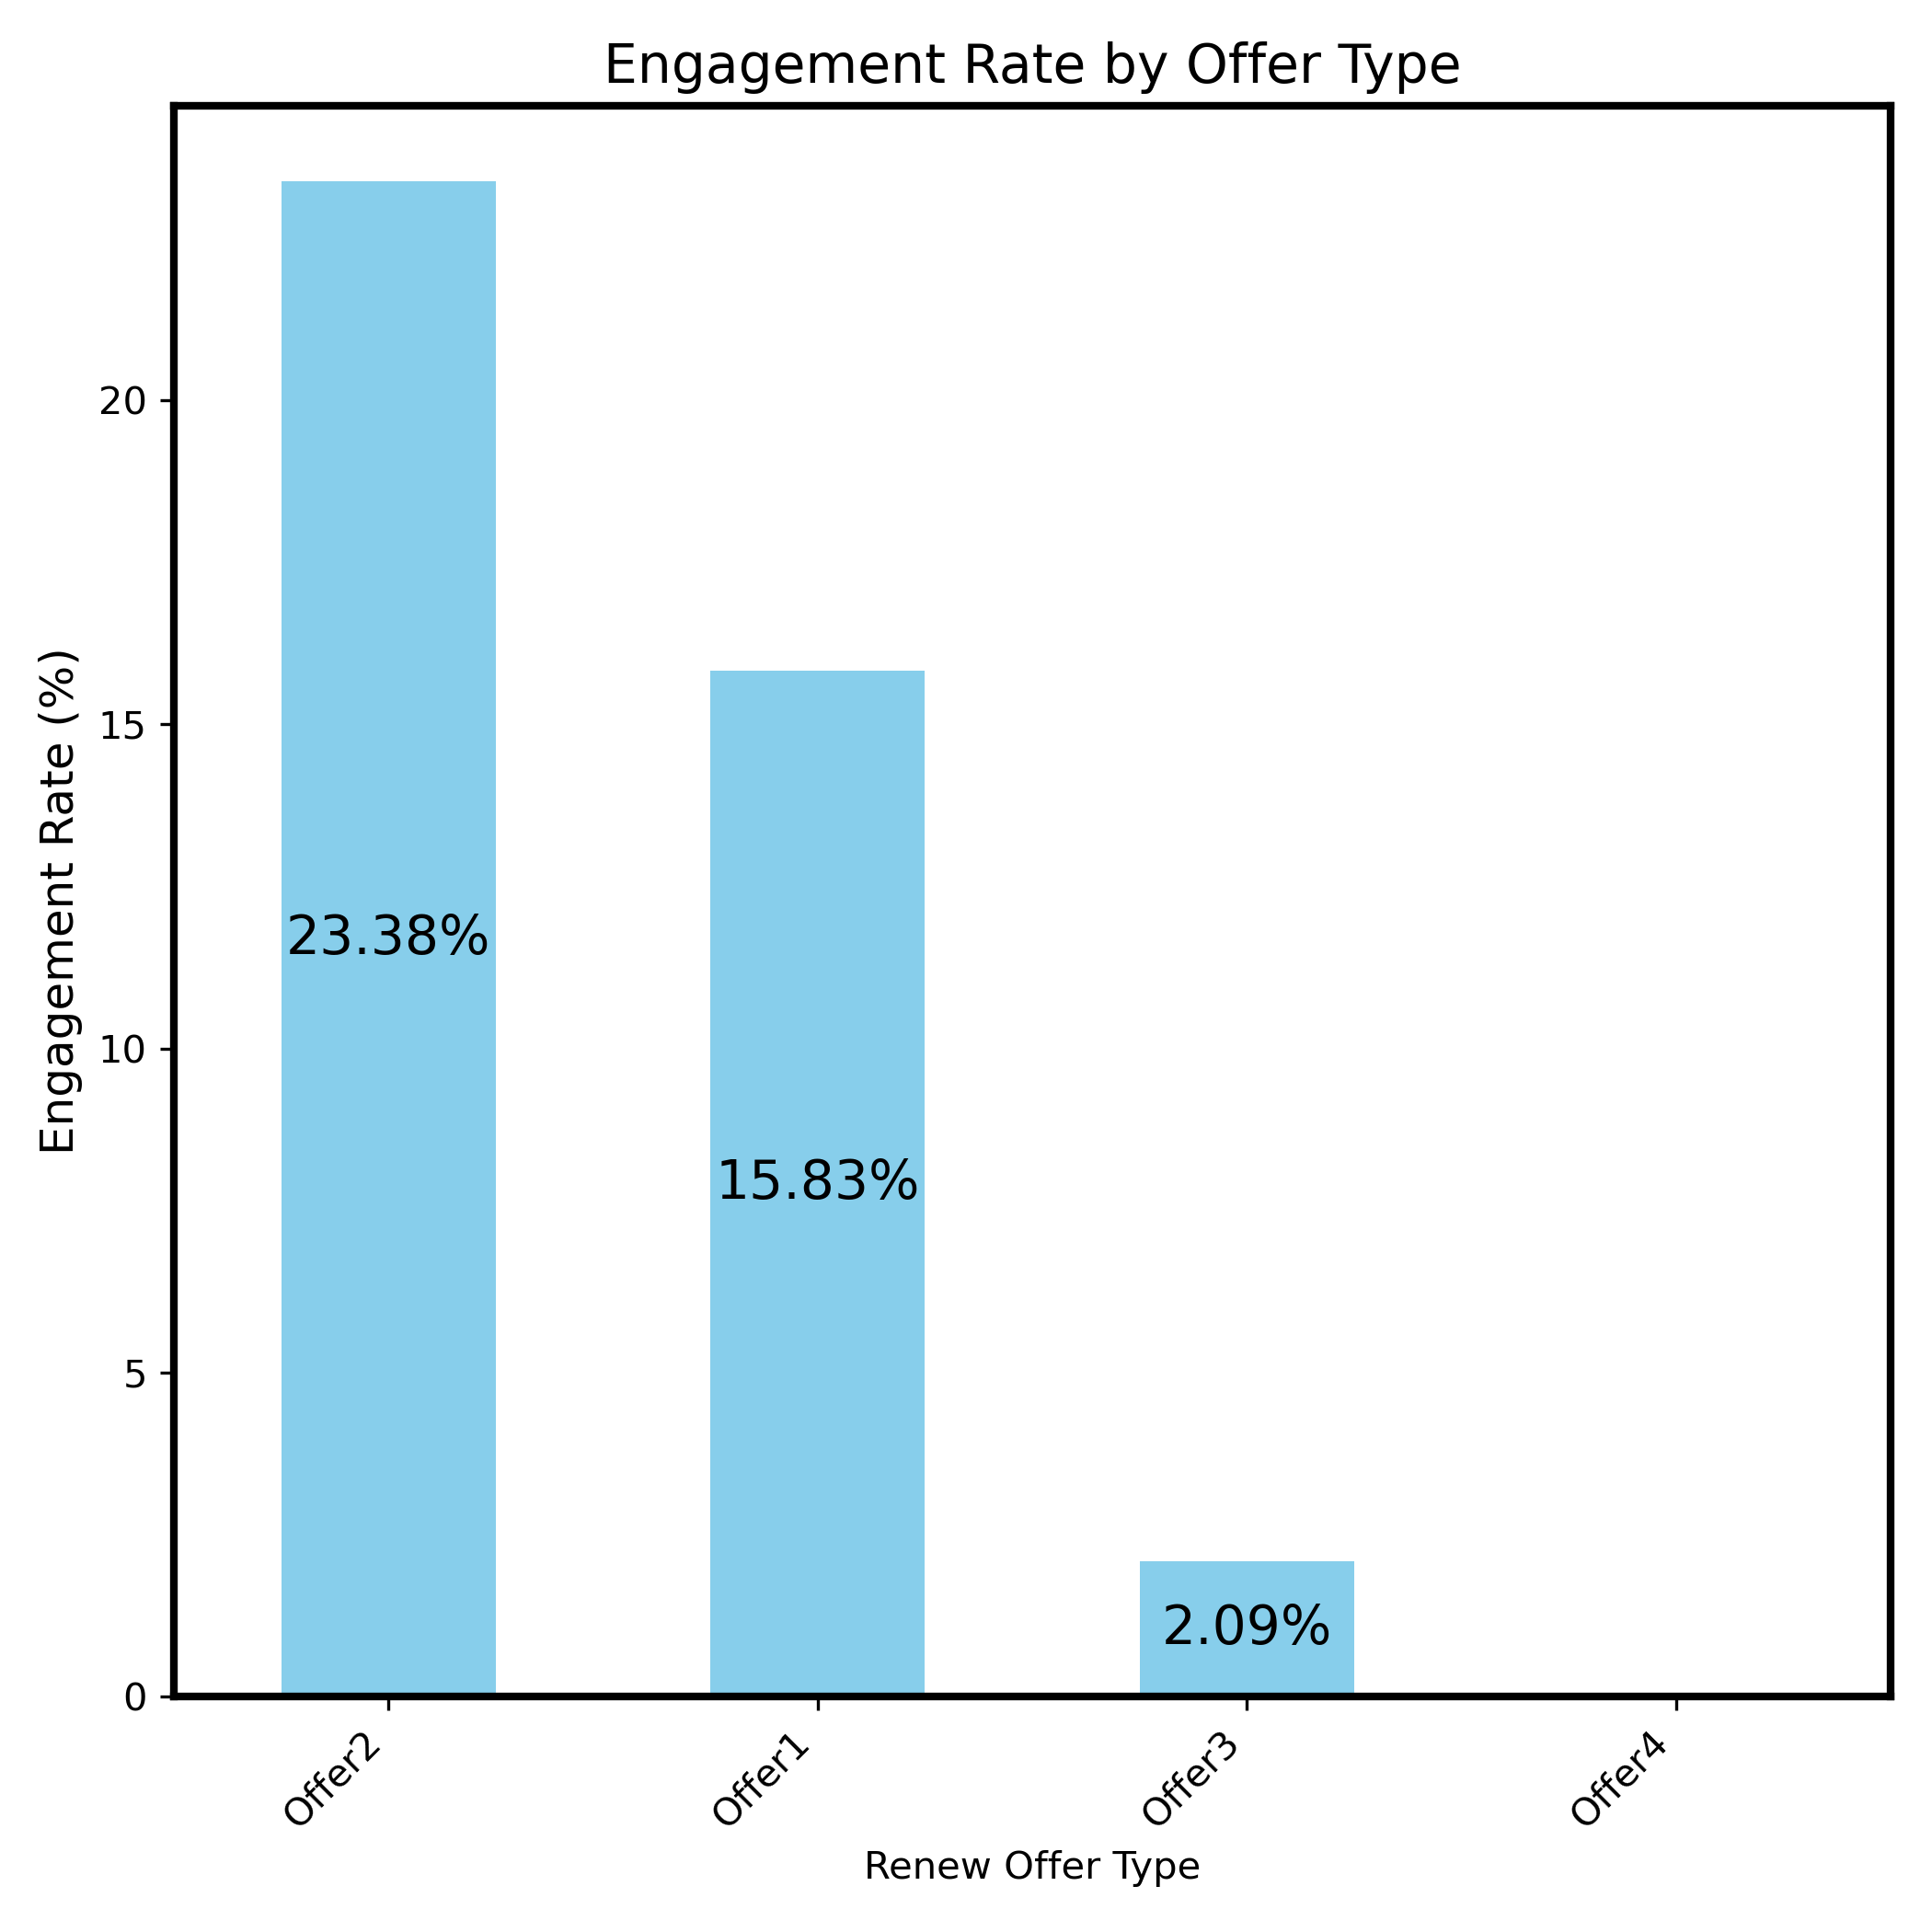 Engagement Rate by Offer Type
Engagement Rate (%)
20
15
10
5
0
23.38%
15.83%
2.09%
Offer2
Offer1
Offer3
Offer4
Renew Offer Type